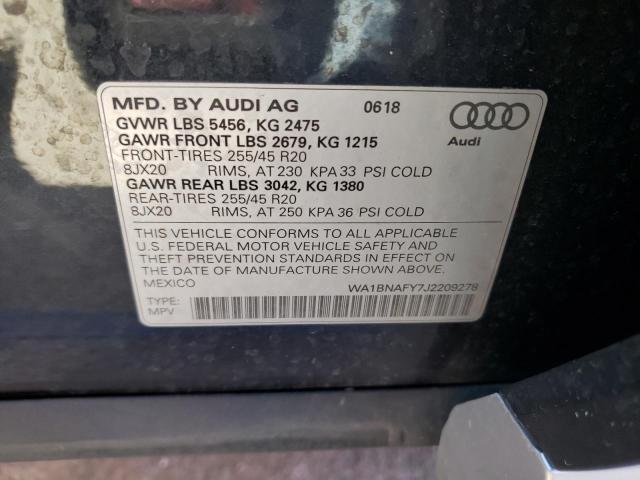 MFD. BY AUDI AG 0618
GVWR LBS 5456, KG 2475
GAWR FRONT LBS 2679, KG 1215
FRONT-TIRES 255/45 R20
8JX20 RIMS, AT 230 KPA 33 PSI COLD
GAWR REAR LBS 3042, KG 1380
REAR-TIRES 255/45 R20
8JX20 RIMS, AT 250 KPA 36 PSI COLD
Audi
THIS VEHICLE CONFORMS TO ALL APPLICABLE
U.S. FEDERAL MOTOR VEHICLE SAFETY AND
THEFT PREVENTION STANDARDS IN EFFECT ON
THE DATE OF MANUFACTURE SHOWN ABOVE.
MEXICO
WA1BNAFY7J2209278
TYPE:
MPV